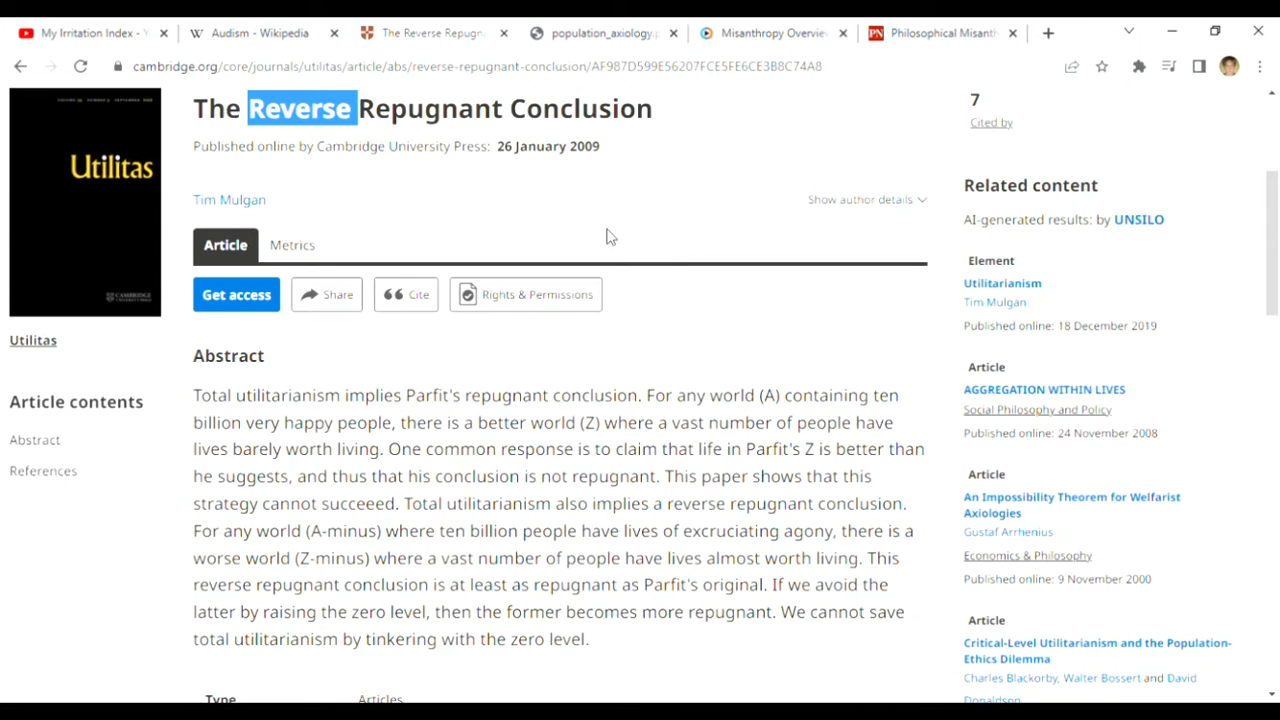 My Irritation Index - Y
Audism - Wikipedia
The Reverse Repugn
population_axiology.p
Misanthropy Overvie
Philosophical Misanth
cambridge.org/core/journals/utilitas/article/abs/reverse-repugnant-conclusion/AF987D599E56207FCE5FE6CE3B8C74A8
Utilitas
CAMBRIDGE
Utilitas
Article contents
Abstract
References
The Reverse Repugnant Conclusion
Published online by Cambridge University Press: 26 January 2009
Tim Mulgan
Show author details
Article Metrics
Get access Share Cite Rights & Permissions
Abstract
Total utilitarianism implies Parfit's repugnant conclusion. For any world (A) containing ten
billion very happy people, there is a better world (Z) where a vast number of people have
lives barely worth living. One common response is to claim that life in Parfit's Z is better than
he suggests, and thus that his conclusion is not repugnant. This paper shows that this
strategy cannot succeeed. Total utilitarianism also implies a reverse repugnant conclusion.
For any world (A-minus) where ten billion people have lives of excruciating agony, there is a
worse world (Z-minus) where a vast number of people have lives almost worth living. This
reverse repugnant conclusion is at least as repugnant as Parfit's original. If we avoid the
latter by raising the zero level, then the former becomes more repugnant. We cannot save
total utilitarianism by tinkering with the zero level.
Type Articles
7
Cited by
Related content
AI-generated results: by UNSILO
Element
Utilitarianism
Tim Mulgan
Published online: 18 December 2019
Article
AGGREGATION WITHIN LIVES
Social Philosophy and Policy
Published online: 24 November 2008
Article
An Impossibility Theorem for Welfarist
Axiologies
Gustaf Arrhenius
Economics & Philosophy
Published online: 9 November 2000
Article
Critical-Level Utilitarianism and the Population-
Ethics Dilemma
Charles Blackorby, Walter Bossert and David
Donaldson